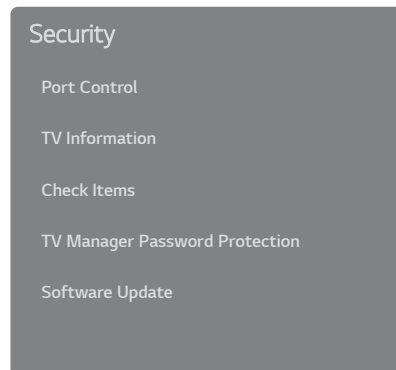 Security
Port Control
TV Information
Check Items
TV Manager Password Protection
Software Update